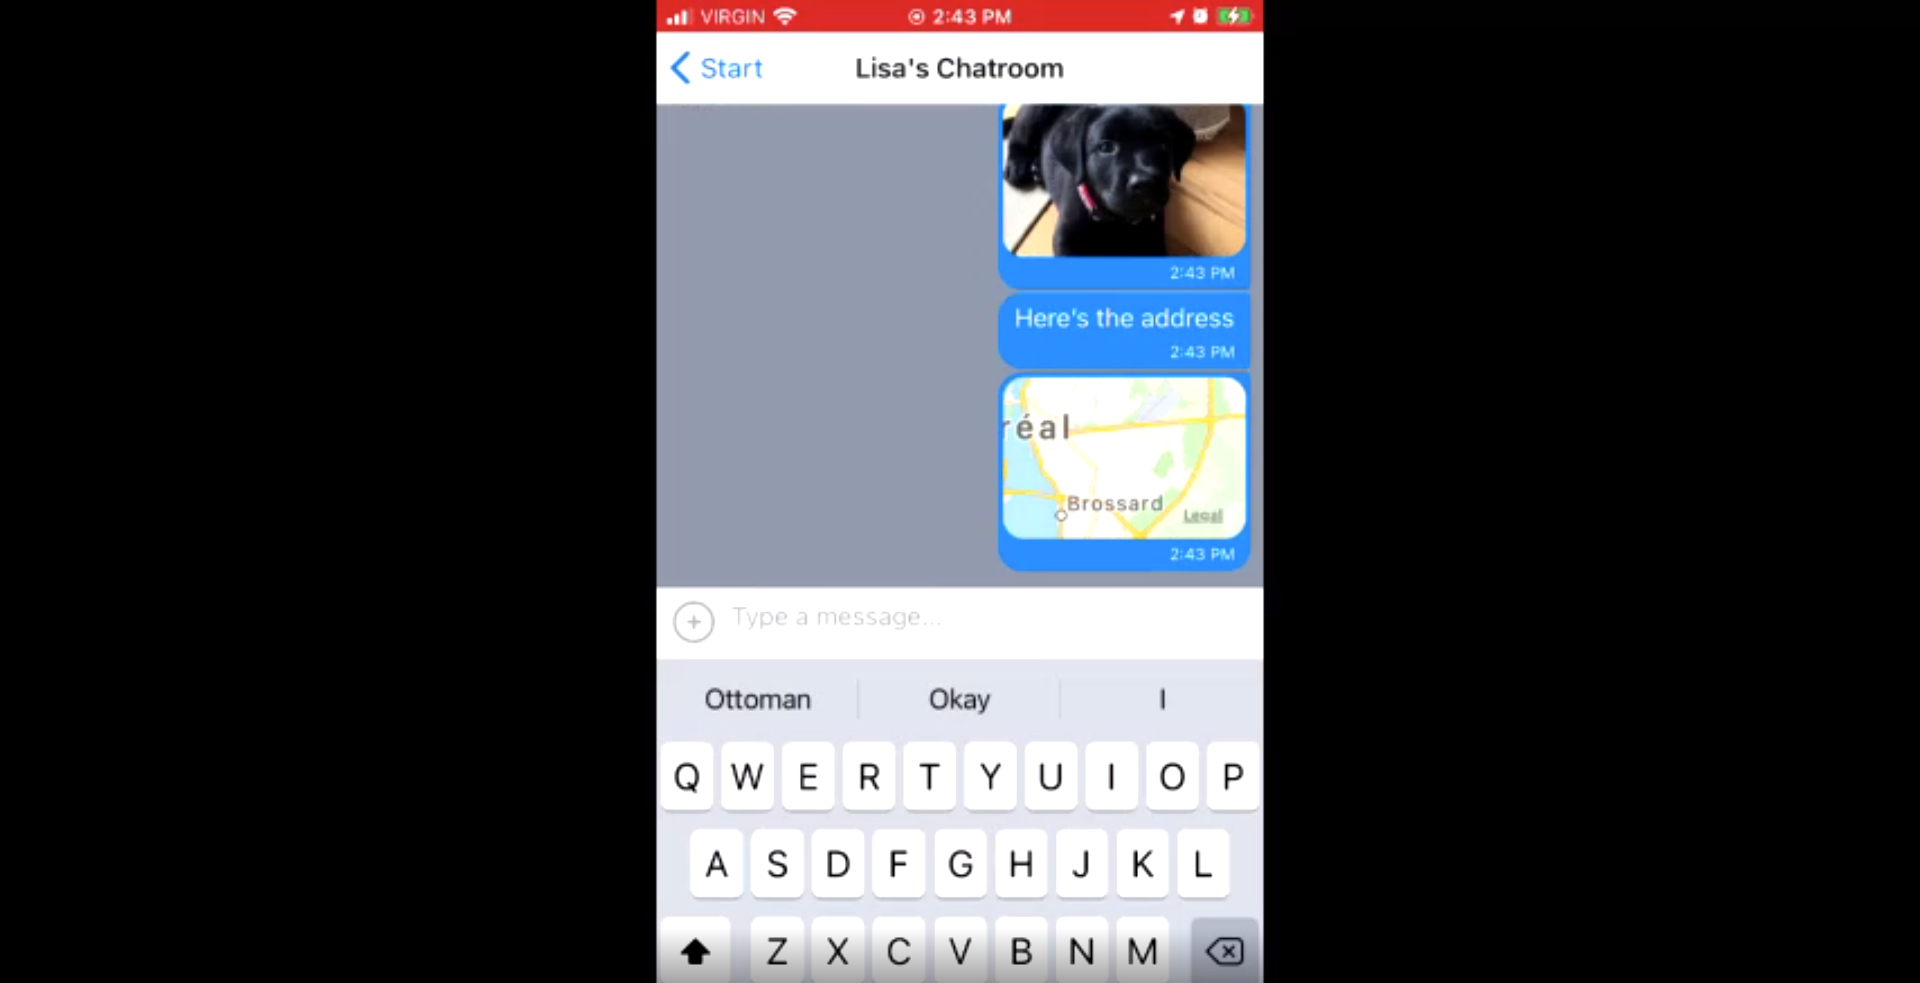 VIRGIN 2:43 PM
Start Lisa's Chatroom
2:43 PM
Here's the address
2:43 PM
réal
Brossard
Legal
2:43 PM
Type a message...
Ottoman Okay I
Q W E R T Y U I O P
A S D F G H J K L
Z X C V B N M